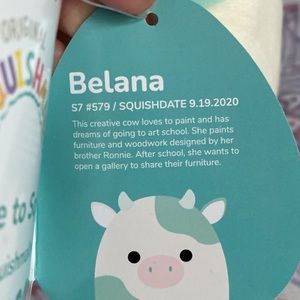 ORIGINAL
Belana
S7 #579 / SQUISHDATE 9.19.2020
This creative cow loves to paint and has
dreams of going to art school. She paints
furniture and woodwork designed by her
brother Ronnie. After school, she wants to
open a gallery to share their furniture.